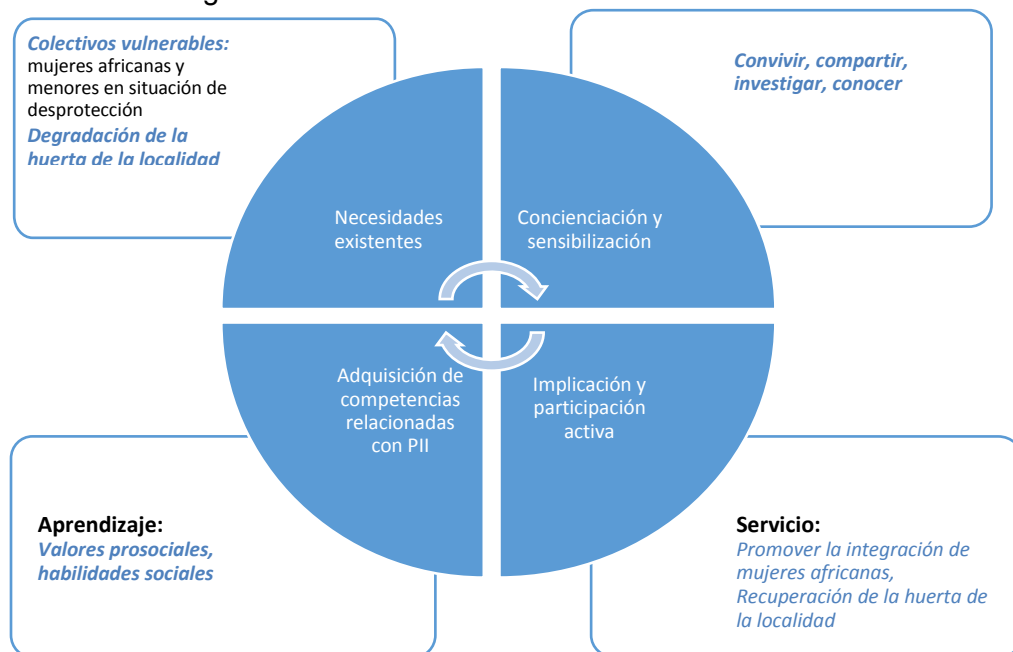 Colectivos vulnerables:
mujeres africanas y
menores en situación de
desprotección
Degradación de la
huerta de la localidad
Convivir, compartir,
investigar, conocer
Necesidades
existentes
Concienciación y
sensibilización
Adquisición de
competencias
relacionadas
con PII
Implicación y
participación
activa
Aprendizaje:
Valores prosociales,
habilidades sociales
Servicio:
Promover la integración de
mujeres africanas,
Recuperación de la huerta de
la localidad